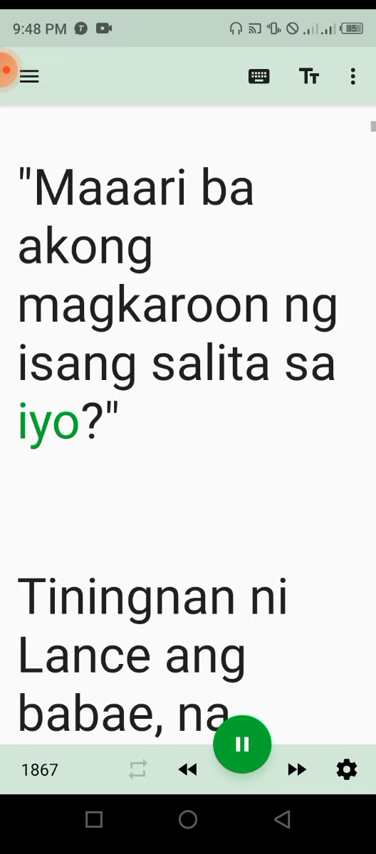 9:48 PM
85
"Maaari ba
akong
magkaroon ng
isang salita sa
iyo?"
Tiningnan ni
Lance ang
babae, na
1867